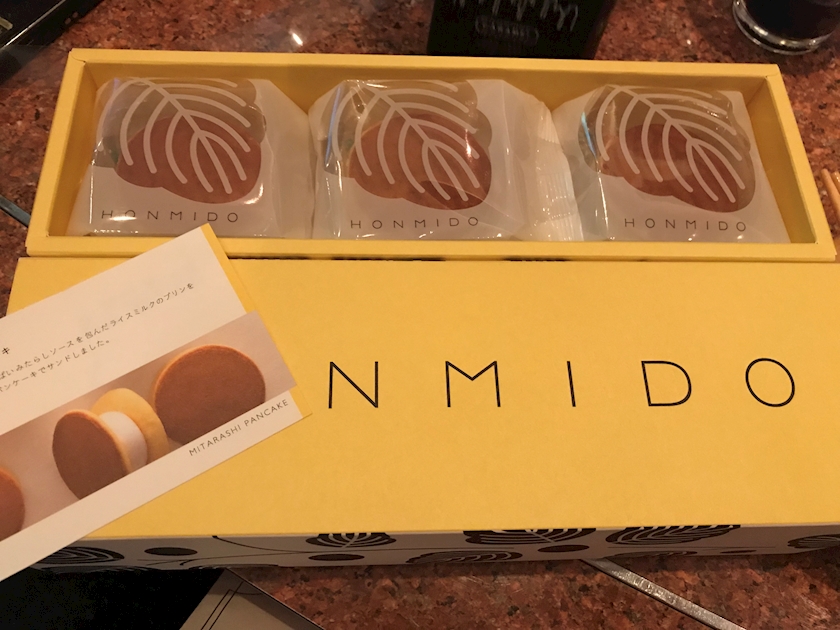 HONMIDO
HONMIDO
HONMIDO
NMIDO
キ
ぱいみたらしソースを包んだライスミルクのプリンを
ンケーキでサンドしました。
MITARASHI PANCAKE